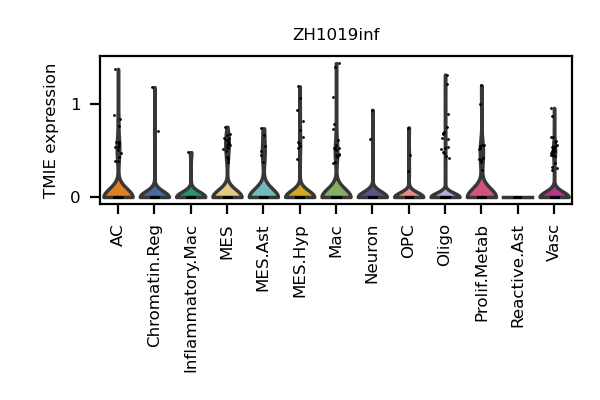 ZH1019inf
TMIE expression
1
0
AC
Chromatin.Reg
Inflammatory.Mac
MES
MES.Ast
MES.Hyp
Mac
Neuron
OPC
Oligo
Prolif.Metab
Reactive.Ast
Vasc